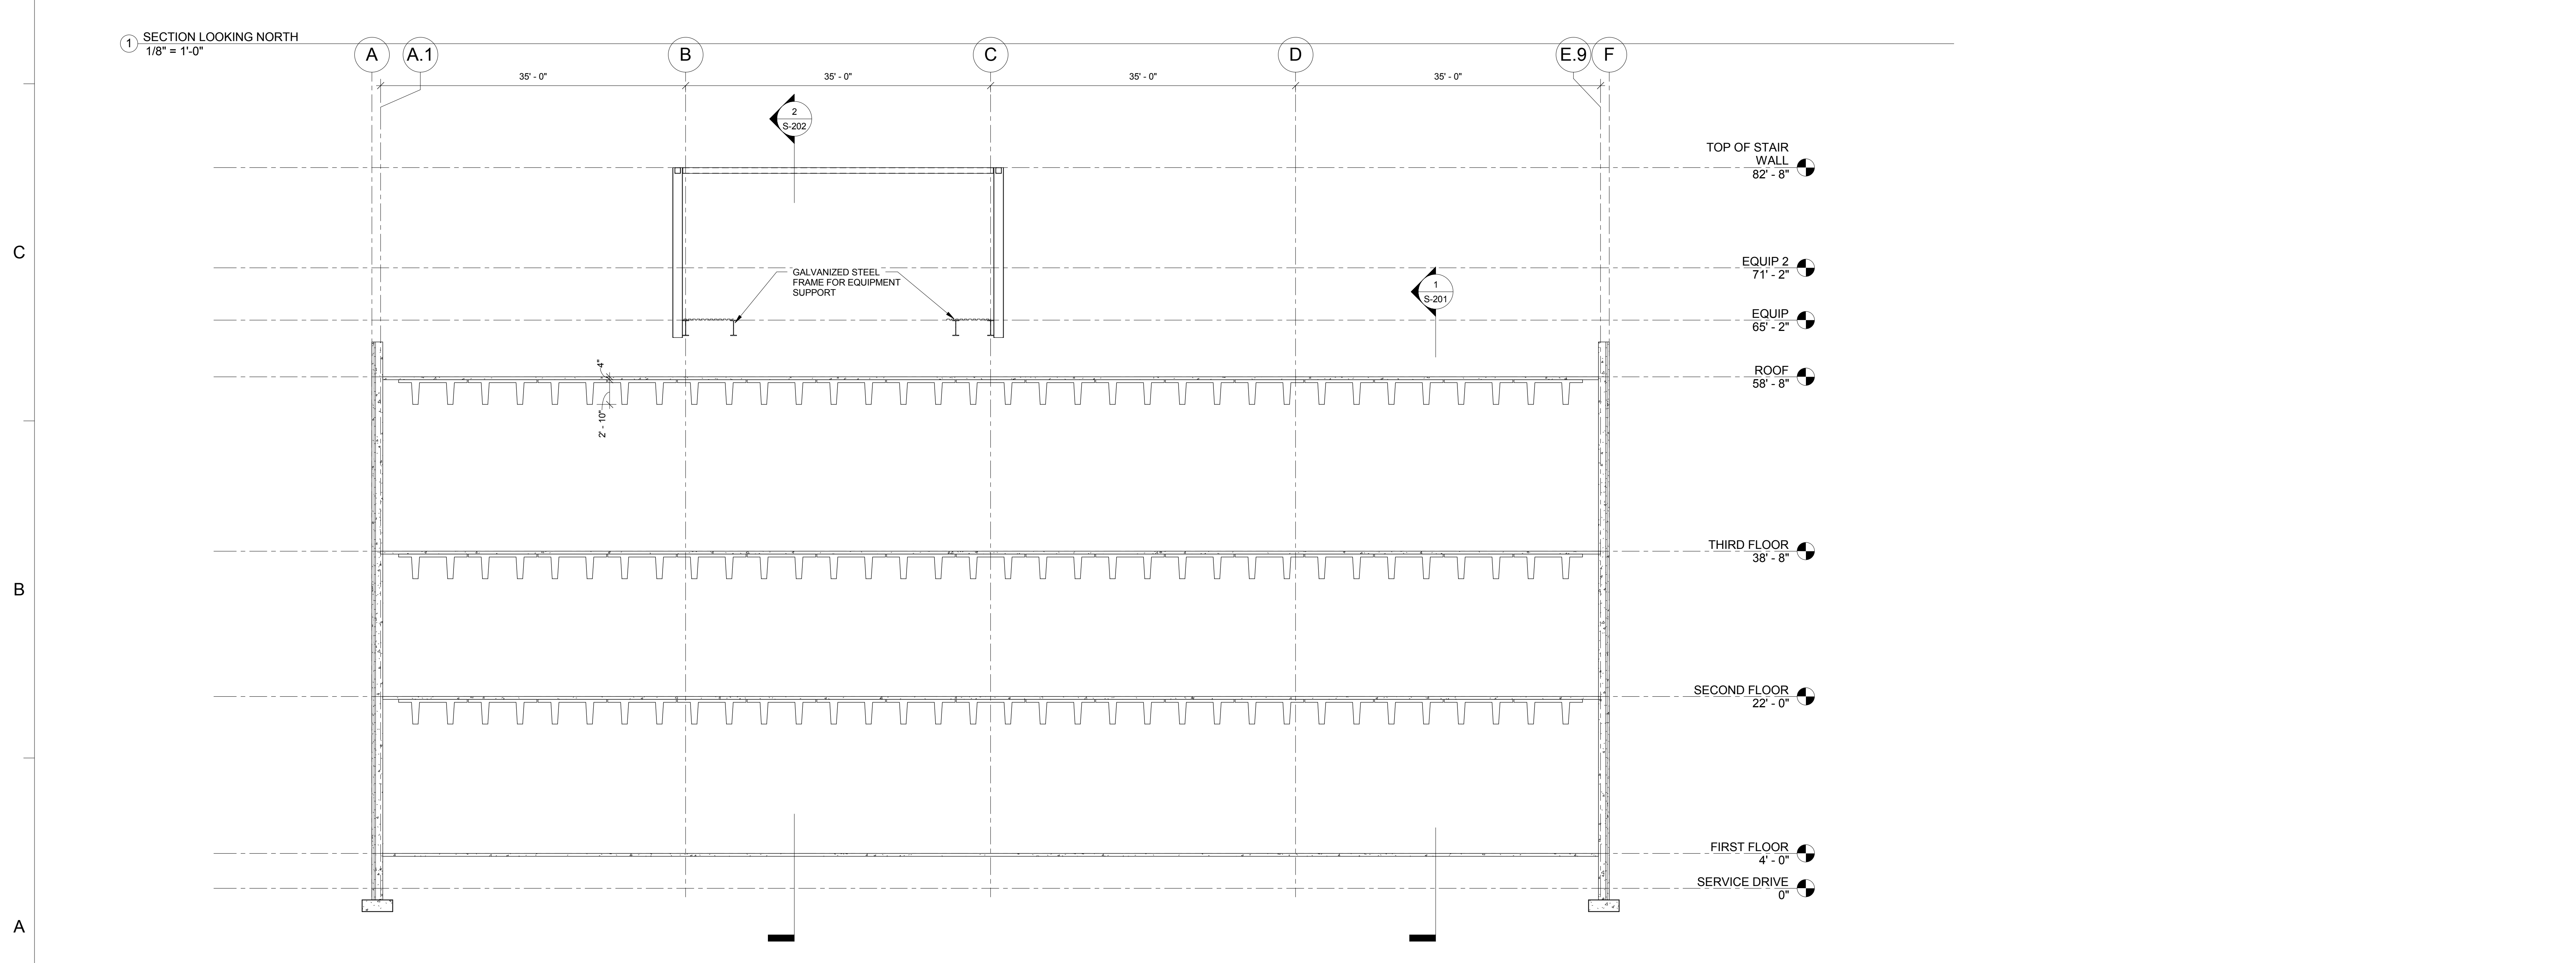 1 SECTION LOOKING NORTH
1/8" = 1'-0"
A A.1 B C D E.9 F
35' - 0" 35' - 0" 35' - 0" 35' - 0"
2
S-202
TOP OF STAIR
WALL
82' - 8"
C
EQUIP 2
71' - 2"
GALVANIZED STEEL
FRAME FOR EQUIPMENT
SUPPORT
1
S-201
EQUIP
65' - 2"
4"
ROOF
58' - 8"
2' - 10"
THIRD FLOOR
38' - 8"
B
SECOND FLOOR
22' - 0"
FIRST FLOOR
4' - 0"
SERVICE DRIVE
0"
A